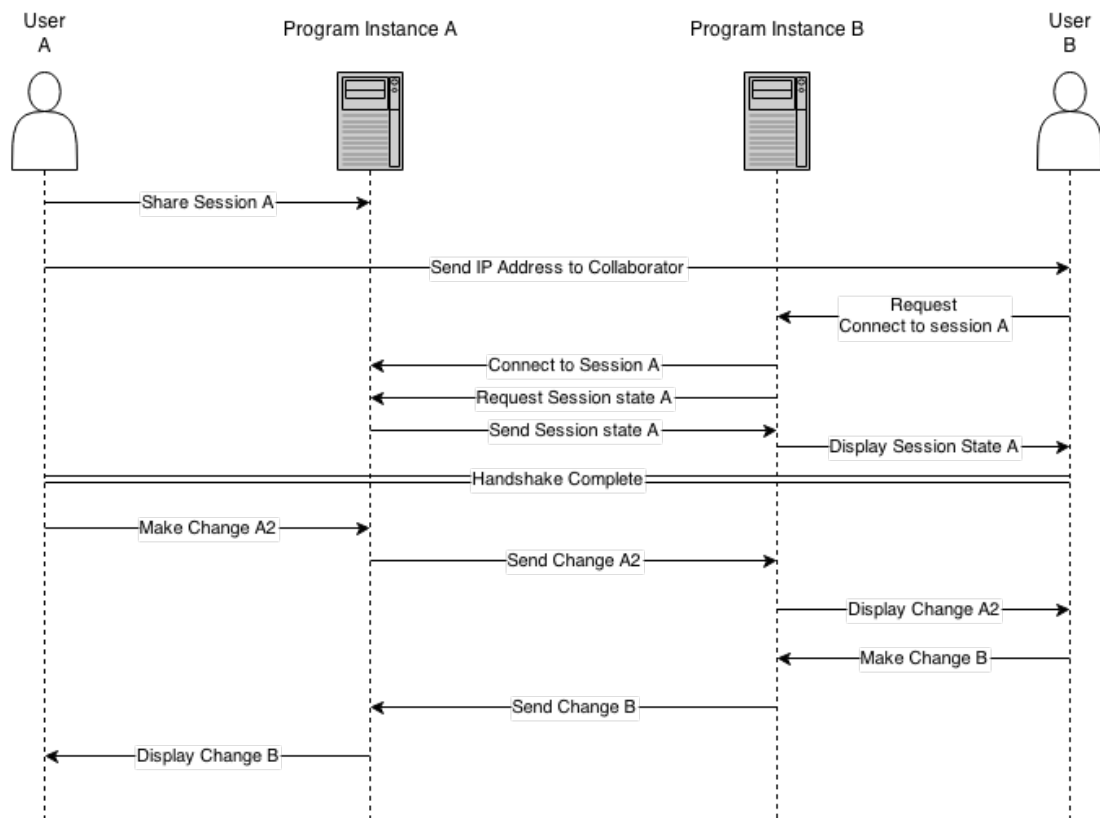 User
A
Program Instance A
Program Instance B
User
B
Share Session A
Send IP Address to Collaborator
Request
Connect to session A
Connect to Session A
Request Session state A
Send Session state A
Display Session State A
Handshake Complete
Make Change A2
Send Change A2
Display Change A2
Make Change B
Send Change B
Display Change B